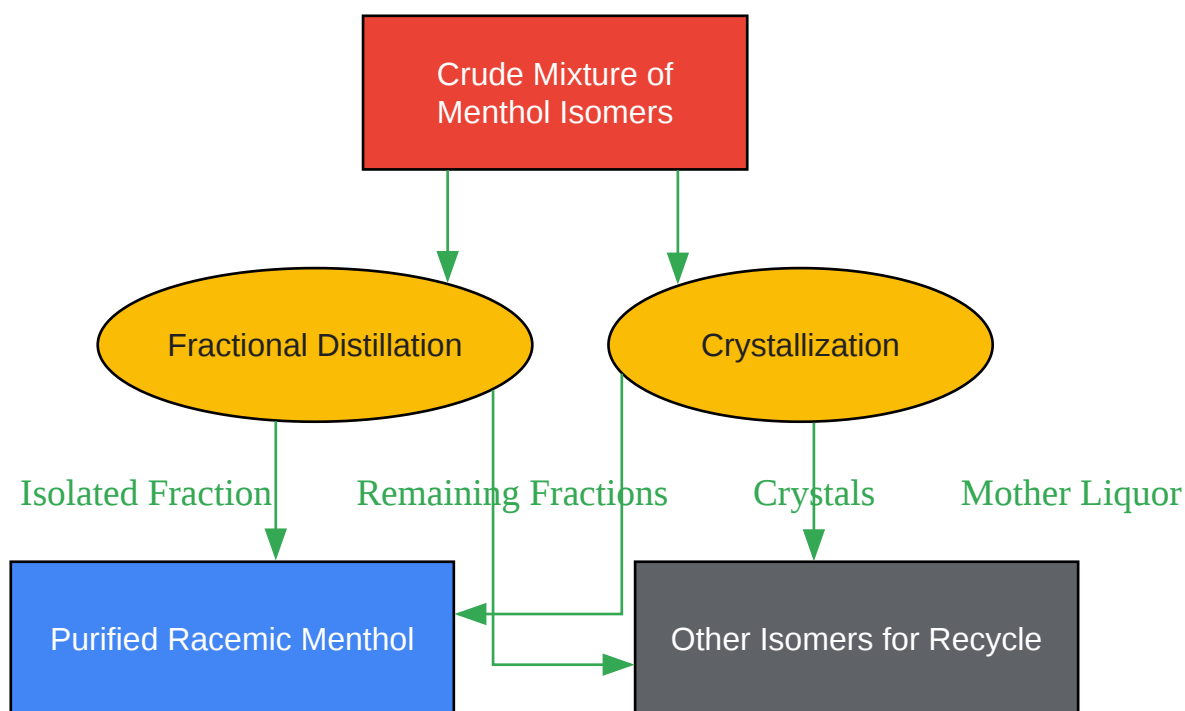 Crude Mixture of
Menthol Isomers
Fractional Distillation
Crystallization
Isolated Fraction
Remaining Fractions
Crystals
Mother Liquor
Purified Racemic Menthol
Other Isomers for Recycle